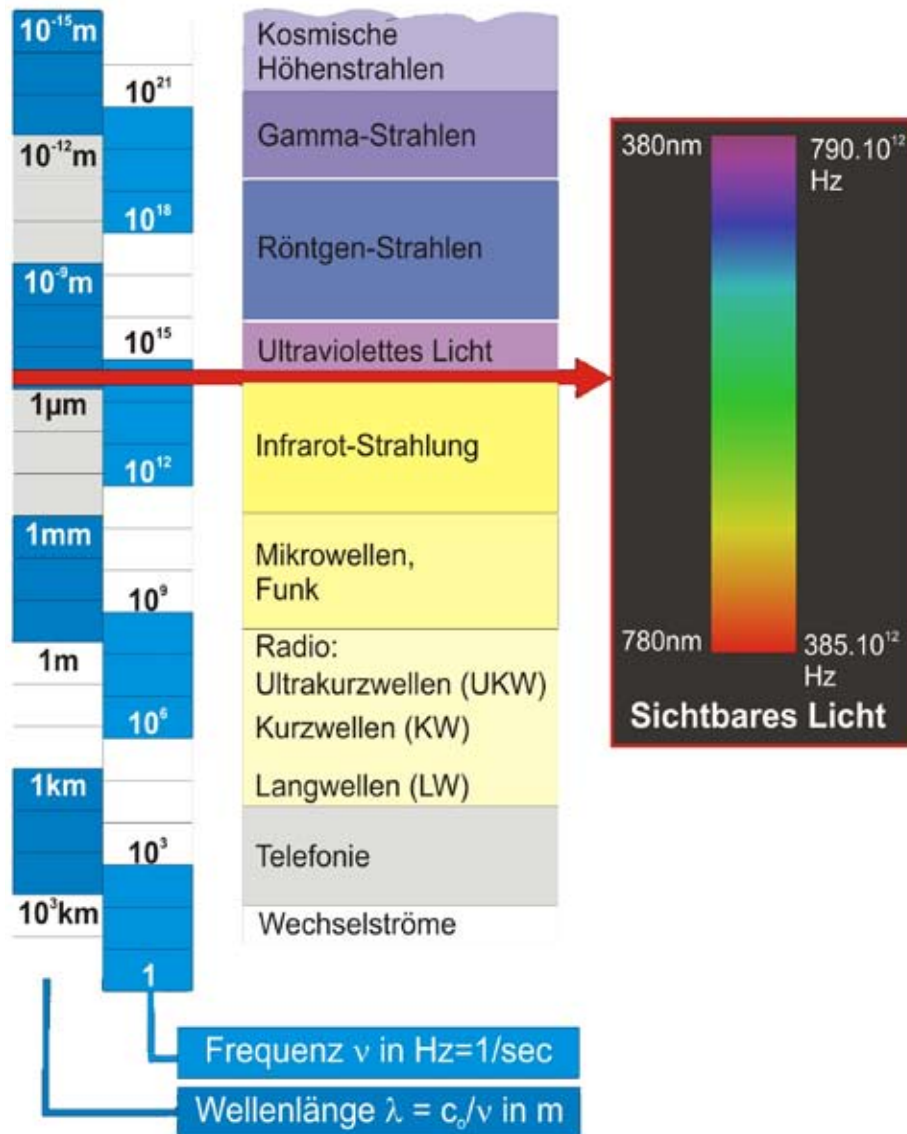 10⁻¹⁵m
10⁻¹²m
10⁻⁹m
1µm
1mm
1m
1km
10³km
10²¹
10¹⁸
10¹⁵
10¹²
10⁹
10⁶
10³
1
Kosmische
Höhenstrahlen
Gamma-Strahlen
Röntgen-Strahlen
Ultraviolettes Licht
Infrarot-Strahlung
Mikrowellen,
Funk
Radio:
Ultrakurzwellen (UKW)
Kurzwellen (KW)
Langwellen (LW)
Telefonie
Wechselströme
380nm
790.10¹²
Hz
780nm
385.10¹²
Hz
Sichtbares Licht
Frequenz ν in Hz=1/sec
Wellenlänge λ = c₀/ν in m